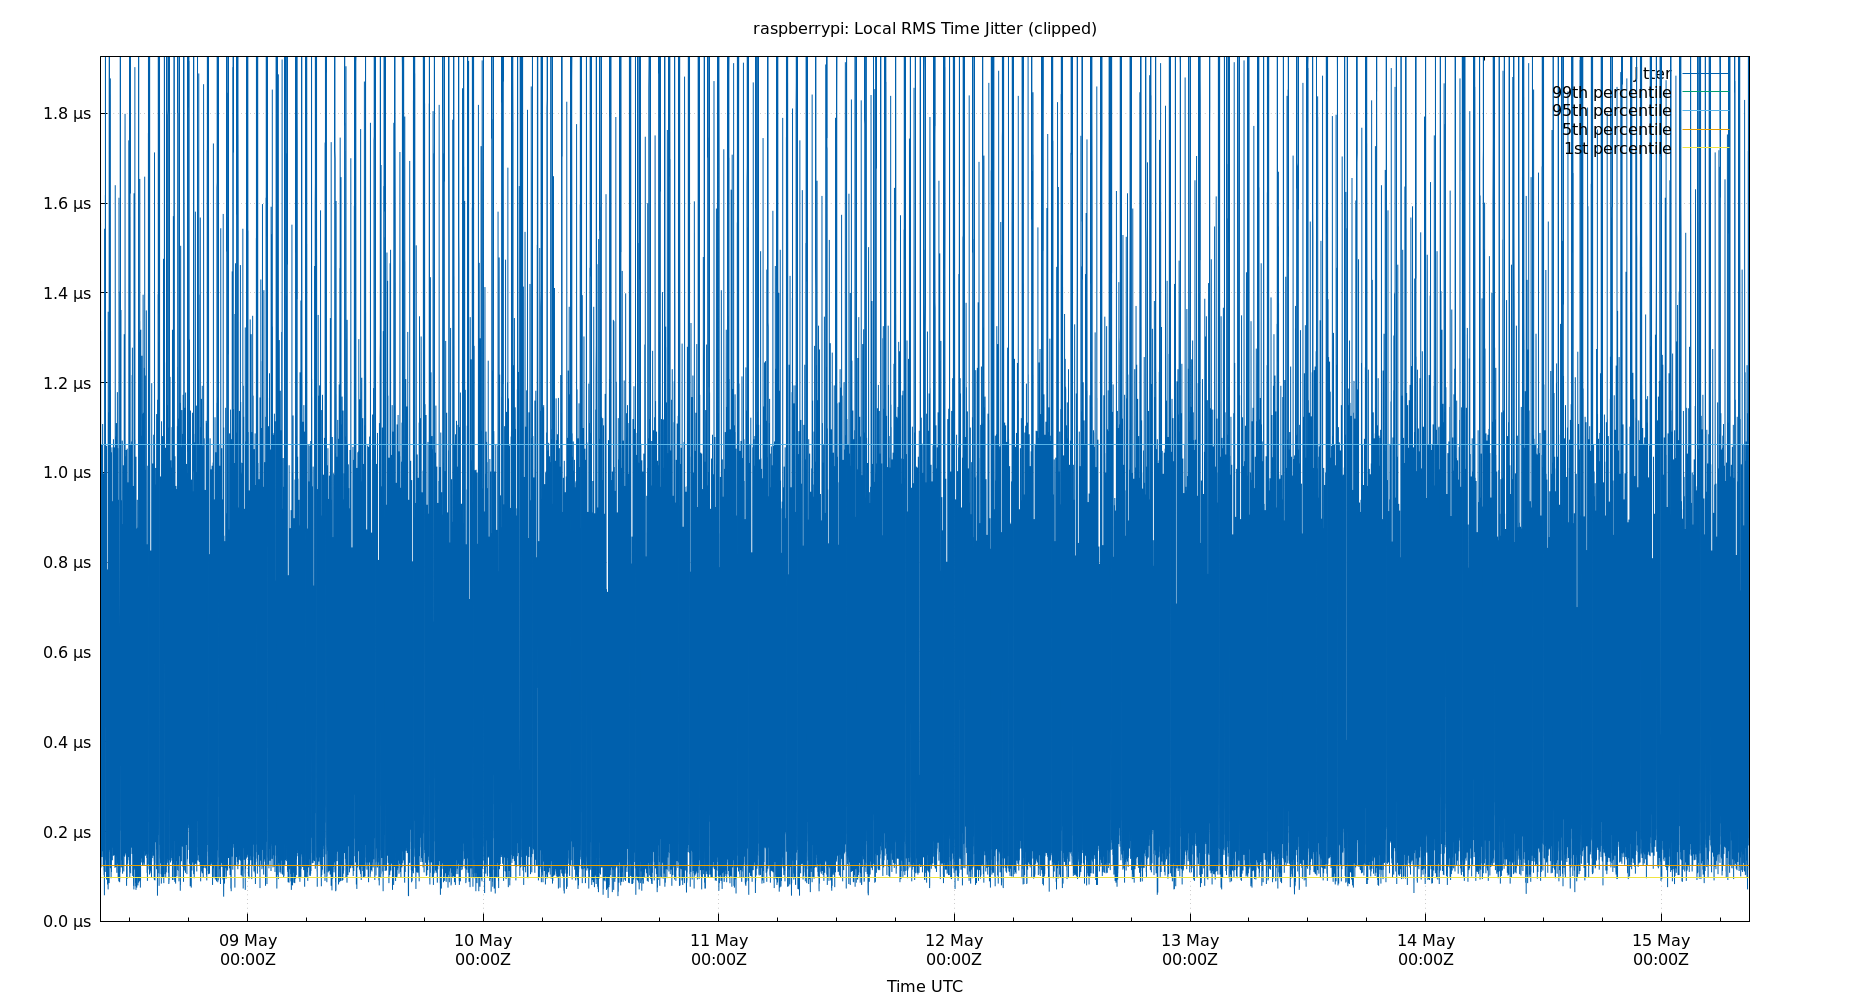 raspberrypi: Local RMS Time Jitter (clipped)
jitter
99th percentile
95th percentile
5th percentile
1st percentile
1.8 µs
1.6 µs
1.4 µs
1.2 µs
1.0 µs
0.8 µs
0.6 µs
0.4 µs
0.2 µs
0.0 µs
09 May 10 May 11 May 12 May 13 May 14 May 15 May
00:00Z 00:00Z 00:00Z 00:00Z 00:00Z 00:00Z 00:00Z
Time UTC